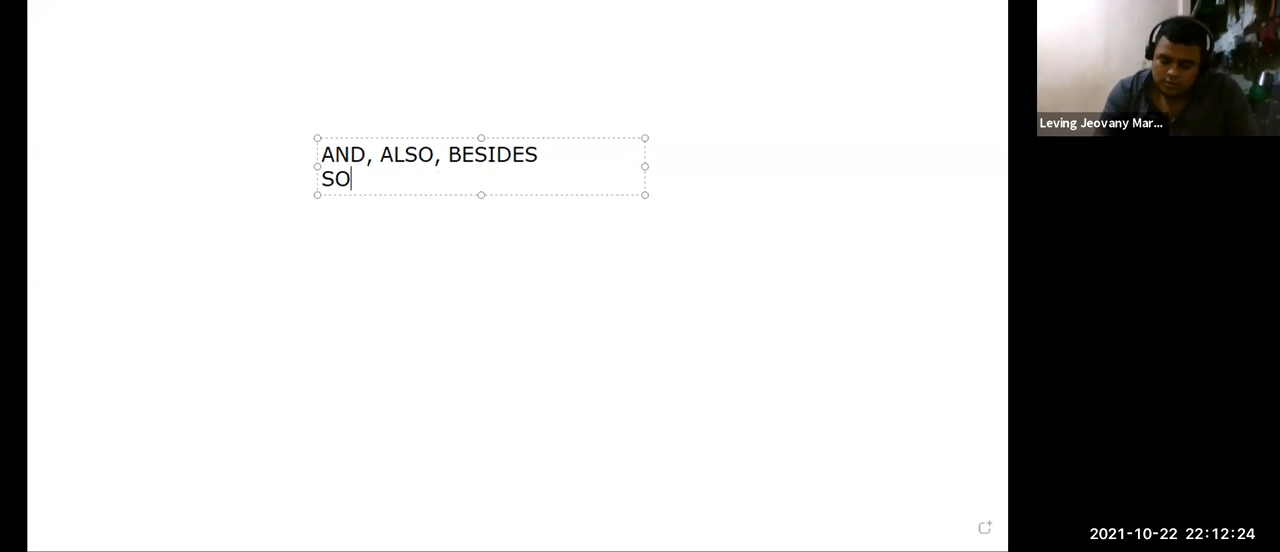 AND, ALSO, BESIDES
SO
Leving Jeovany Mar...
2021-10-22 22:12:24